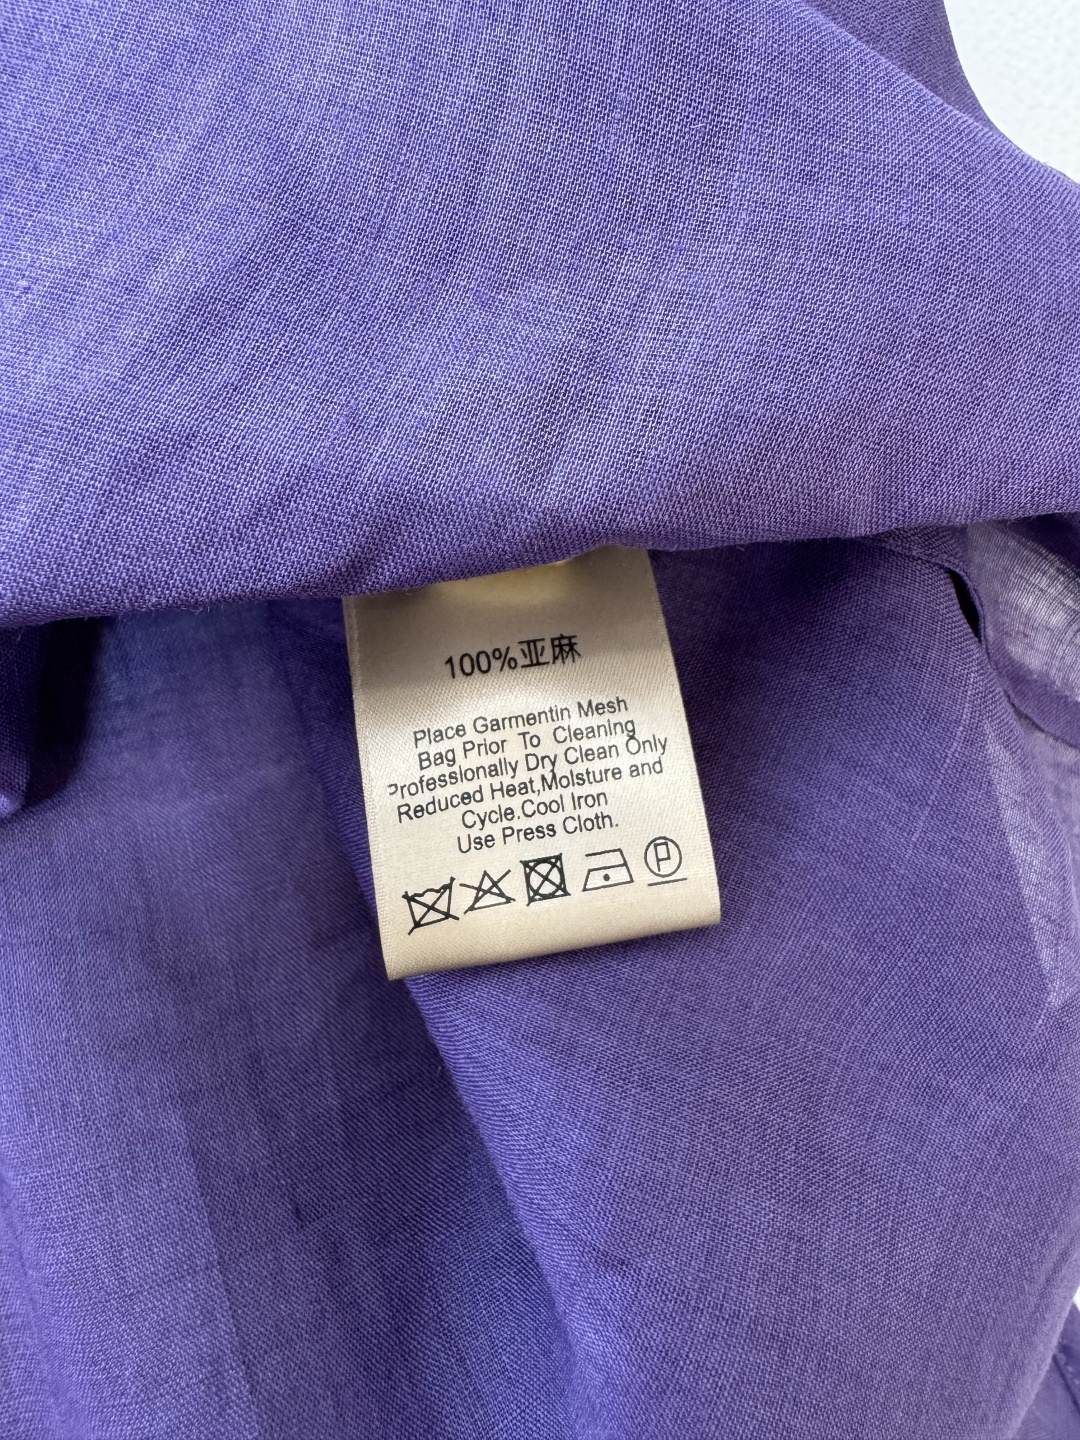 100%亚麻
Place Garmentin Mesh
Bag Prior To Cleaning
Professionally Dry Clean Only
Reduced Heat,Molsture and
Cycle.Cool Iron
Use Press Cloth.
P